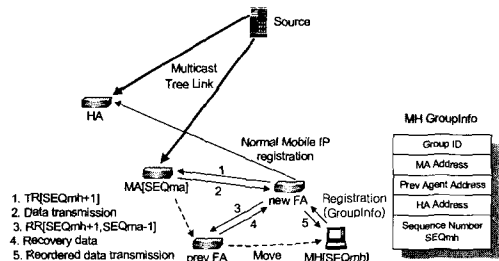 Source
Multicast
Tree Link
HA
Normal Mobile IP
registration
MH GroupInfo
Group ID
MA Address
Prev Agent Address
HA Address
Sequence Number
SEQmh
1
2
MA[SEQma]
new FA
Registration
(GroupInfo)
3
4
5
prev FA
Move
MH[SEQmh]
1. TR[SEQmh+1]
2. Data transmission
3. RR[SEQmh+1,SEQma-1]
4. Recovery data
5. Reordered data transmission